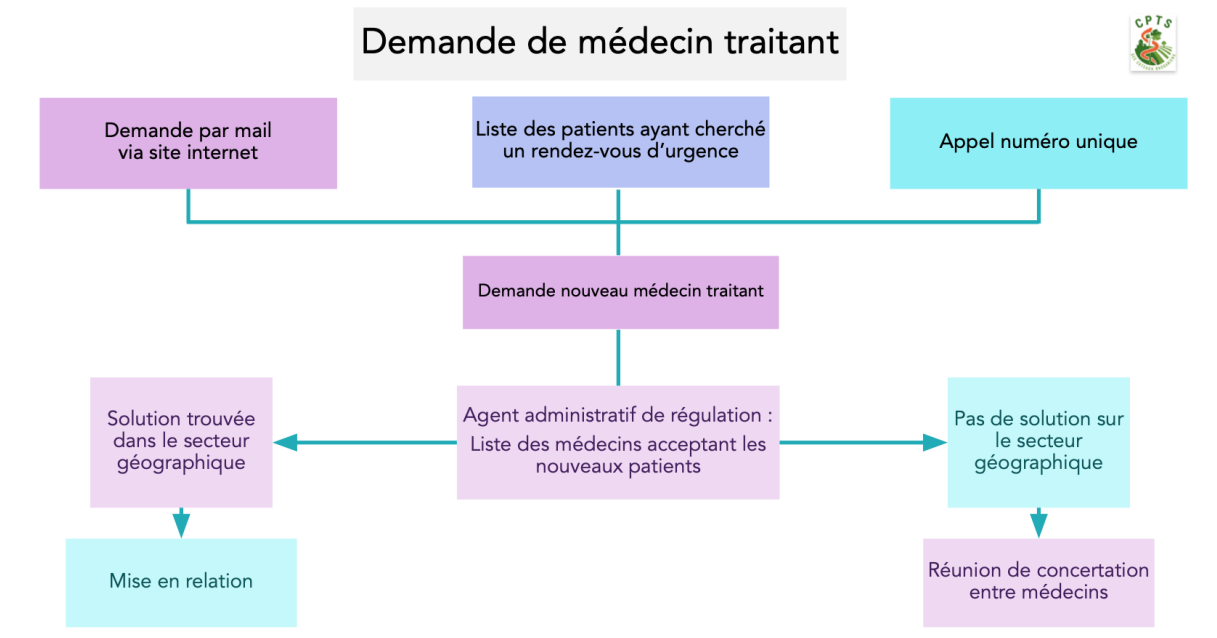 Demande de médecin traitant
CPTS
Demande par mail
via site internet
Liste des patients ayant cherché
un rendez-vous d'urgence
Appel numéro unique
Demande nouveau médecin traitant
Solution trouvée
dans le secteur
géographique
Agent administratif de régulation :
Liste des médecins acceptant les
nouveaux patients
Pas de solution sur
le secteur
géographique
Mise en relation
Réunion de concertation
entre médecins